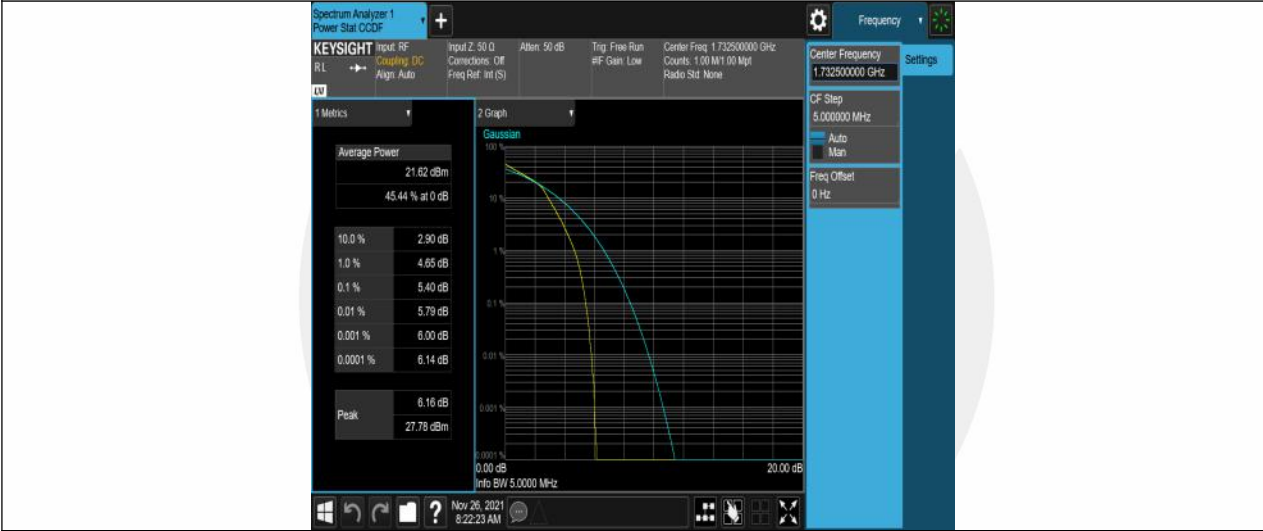 Spectrum Analyzer 1
Power Stat CCDF
+
Frequency
KEYSIGHT
RL
LV
Input: RF
Coupling: DC
Align: Auto
Input Z: 50 Ω
Corrections: Off
Freq Ref: Int (S)
Atten: 50 dB
Trig: Free Run
#IF Gain: Low
Center Freq: 1.732500000 GHz
Counts: 1.00 M/1.00 Mpt
Radio Std: None
Center Frequency
1.732500000 GHz
Settings
CF Step
5.000000 MHz
Auto
Man
Freq Offset
0 Hz
1 Metrics
Average Power
21.62 dBm
45.44 % at 0 dB
10.0 % 2.90 dB
1.0 % 4.65 dB
0.1 % 5.40 dB
0.01 % 5.79 dB
0.001 % 6.00 dB
0.0001 % 6.14 dB
Peak
6.16 dB
27.78 dBm
2 Graph
Gaussian
100 %
10 %
1 %
0.1 %
0.01 %
0.001 %
0.0001 %
0.00 dB 20.00 dB
Info BW 5.0000 MHz
?
Nov 26, 2021
8:22:23 AM